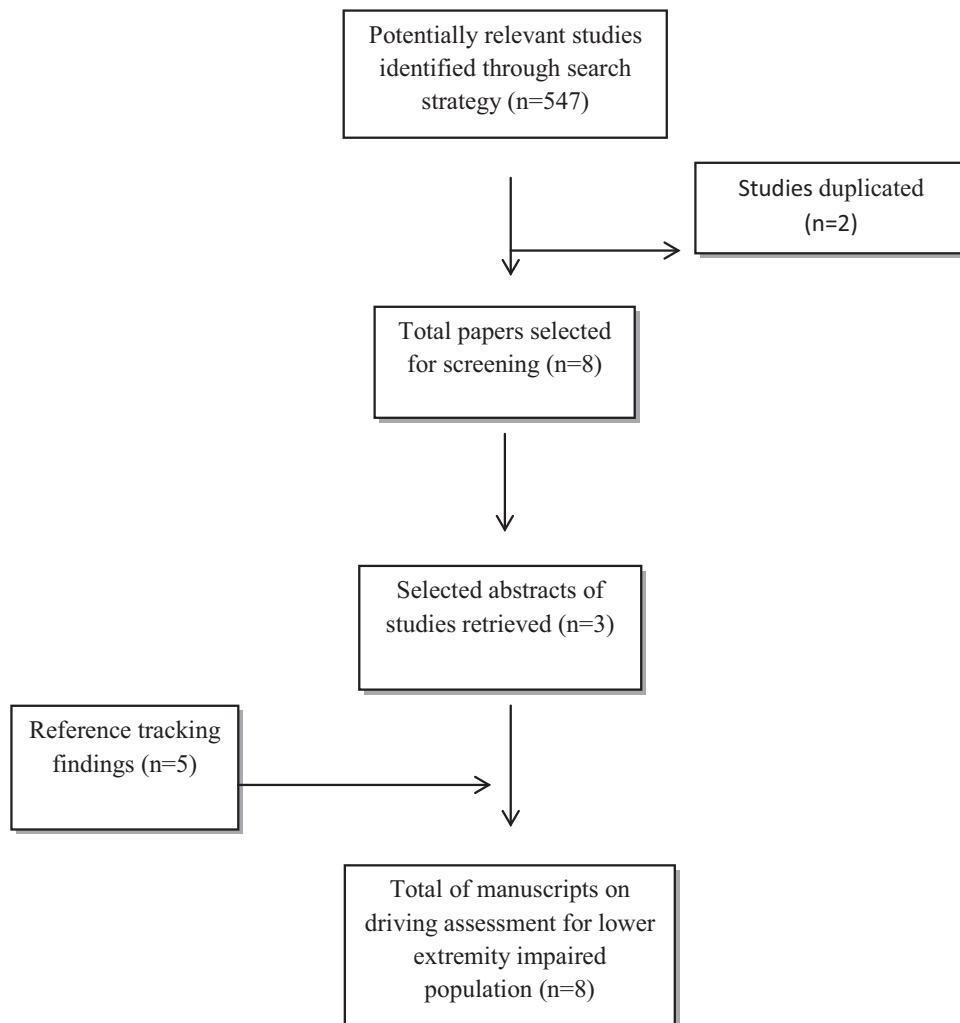 Potentially relevant studies
identified through search
strategy (n=547)
Studies duplicated
(n=2)
Total papers selected
for screening (n=8)
Selected abstracts of
studies retrieved (n=3)
Reference tracking
findings (n=5)
Total of manuscripts on
driving assessment for lower
extremity impaired
population (n=8)